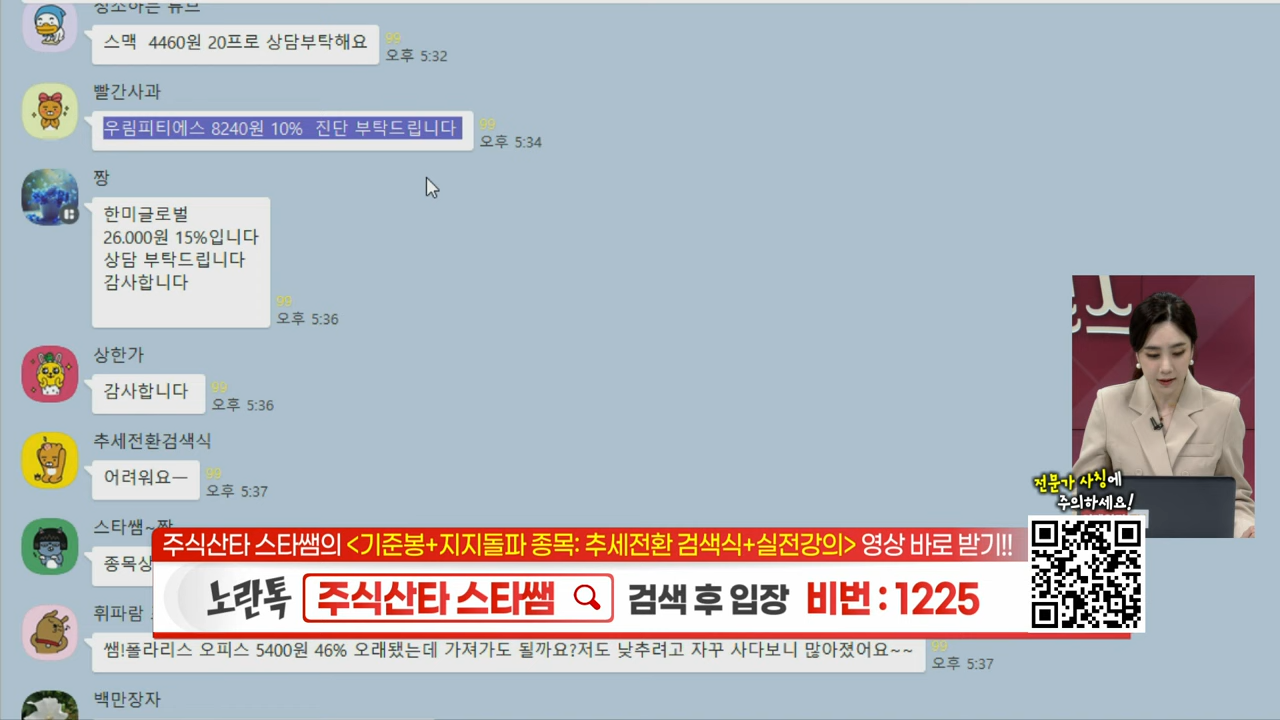 청소하는 튜브
스맥 4460원 20프로 상담부탁해요
99
오후 5:32
빨간사과
우림피티에스 8240원 10% 진단 부탁드립니다
99
오후 5:34
짱
한미글로벌
26.000원 15%입니다
상담 부탁드립니다
감사합니다
99
오후 5:36
상한가
감사합니다
99
오후 5:36
추세전환검색식
어려워요ㅡ
99
오후 5:37
스타쌤~짱
종목상
휘파람
쌤!폴라리스 오피스 5400원 46% 오래됐는데 가져가도 될까요?저도 낮추려고 자꾸 사다보니 많아졌어요~~
99
오후 5:37
백만장자
전문가 사칭에
주의하세요!
주식산타 스타쌤의 <기준봉+지지돌파 종목: 추세전환 검색식+실전강의> 영상 바로 받기!!
노란톡 주식산타 스타쌤 검색 후 입장 비번 : 1225